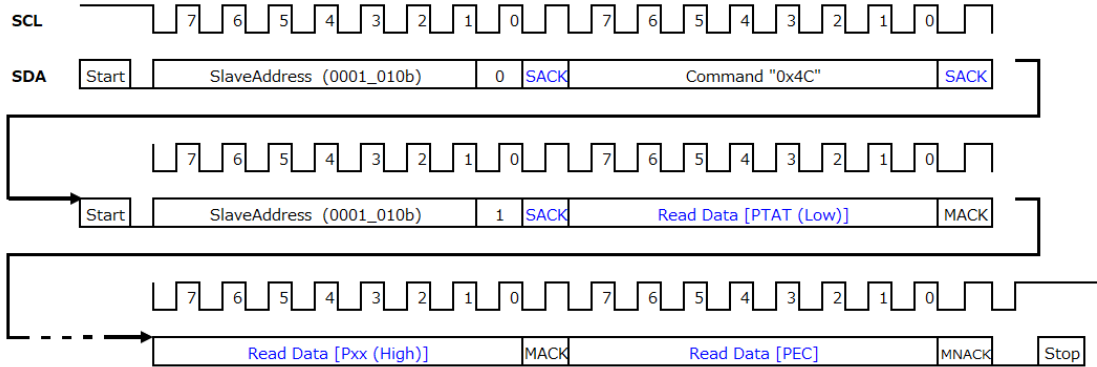 SCL 7 6 5 4 3 2 1 0 7 6 5 4 3 2 1 0
SDA Start SlaveAddress (0001_010b) 0 SACK Command "0x4C" SACK
7 6 5 4 3 2 1 0 7 6 5 4 3 2 1 0
Start SlaveAddress (0001_010b) 1 SACK Read Data [PTAT (Low)] MACK
7 6 5 4 3 2 1 0 7 6 5 4 3 2 1 0
Read Data [Pxx (High)] MACK Read Data [PEC] MNACK Stop